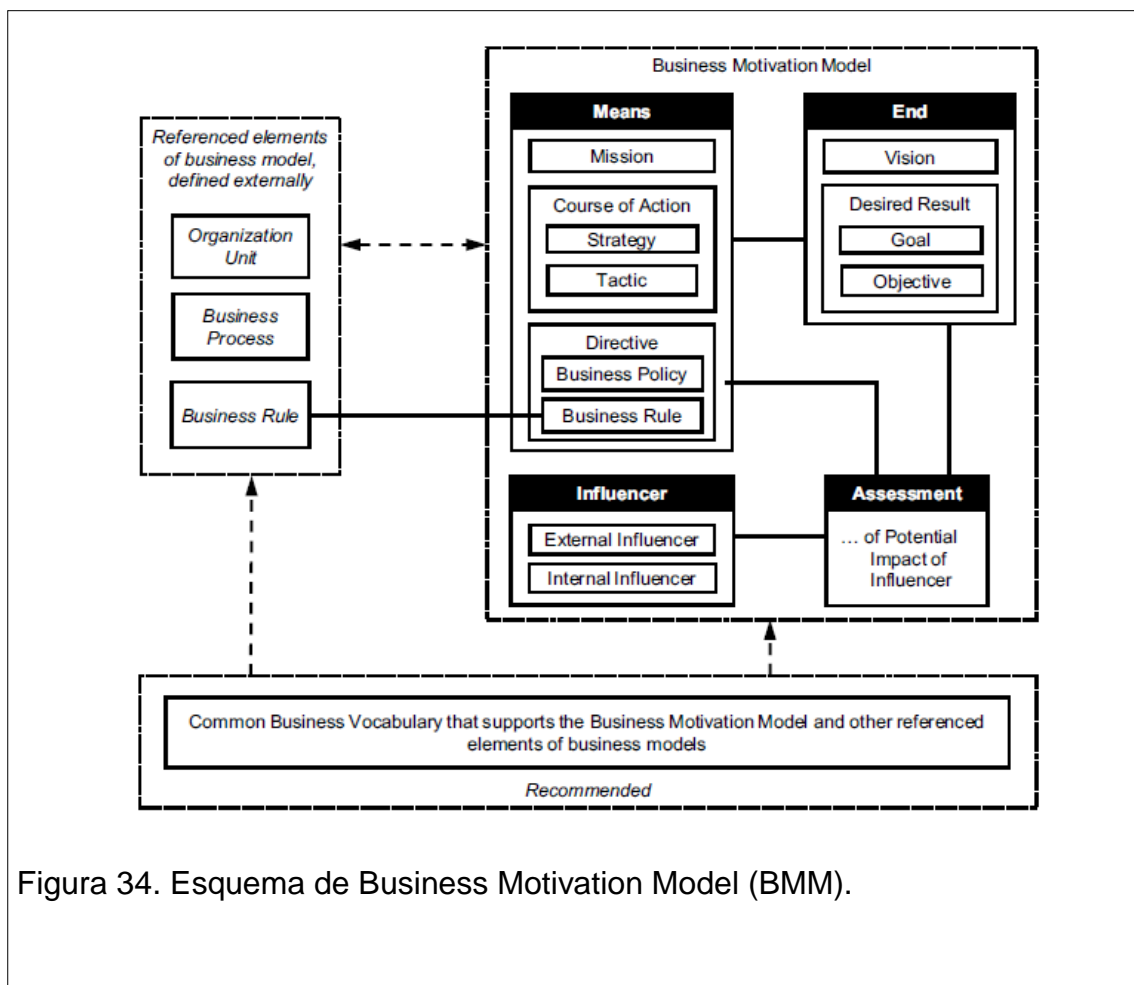 Business Motivation Model
Referenced elements
of business model,
defined externally
Organization
Unit
Business
Process
Business Rule
Means
Mission
Course of Action
Strategy
Tactic
Directive
Business Policy
Business Rule
End
Vision
Desired Result
Goal
Objective
Influencer
External Influencer
Internal Influencer
Assessment
… of Potential
Impact of
Influencer
Common Business Vocabulary that supports the Business Motivation Model and other referenced
elements of business models
Recommended
Figura 34. Esquema de Business Motivation Model (BMM).